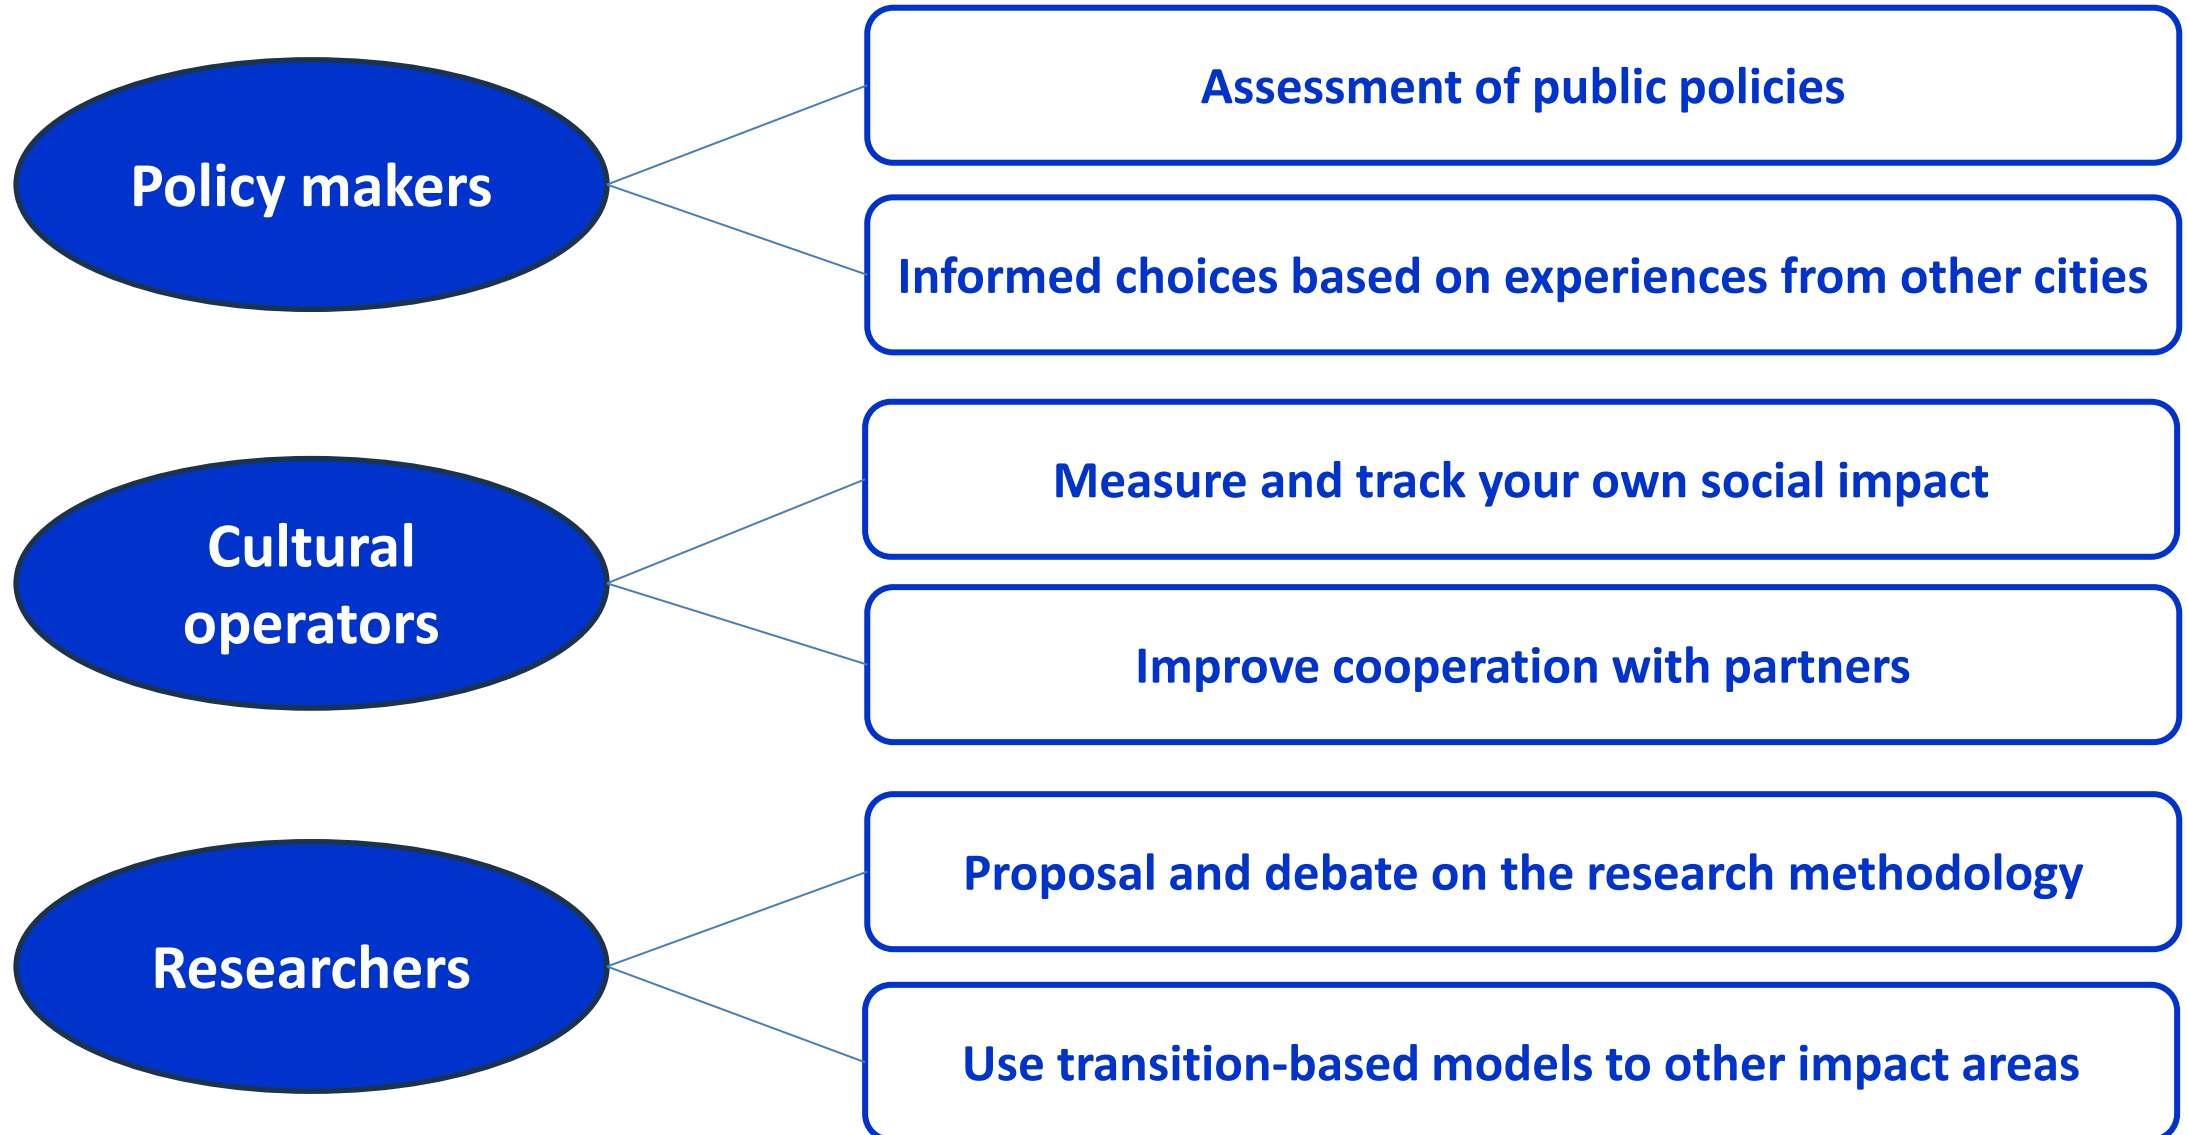 Policy makers
Assessment of public policies
Informed choices based on experiences from other cities
Cultural
operators
Measure and track your own social impact
Improve cooperation with partners
Researchers
Proposal and debate on the research methodology
Use transition-based models to other impact areas